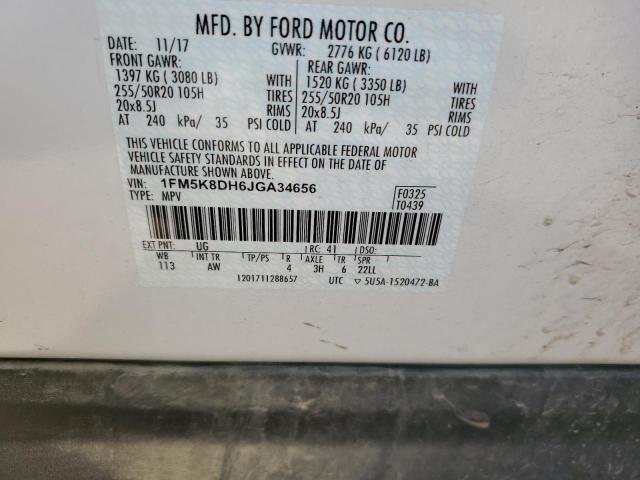 MFD. BY FORD MOTOR CO.
DATE: 11/17 GVWR: 2776 KG ( 6120 LB)
FRONT GAWR: REAR GAWR:
1397 KG ( 3080 LB) WITH 1520 KG ( 3350 LB) WITH
255/50R20 105H TIRES 255/50R20 105H TIRES
20x8.5J RIMS 20x8.5J RIMS
AT 240 kPa/ 35 PSI COLD AT 240 kPa/ 35 PSI COLD
THIS VEHICLE CONFORMS TO ALL APPLICABLE FEDERAL MOTOR
VEHICLE SAFETY STANDARDS IN EFFECT ON THE DATE OF
MANUFACTURE SHOWN ABOVE.
VIN: 1FM5K8DH6JGA34656 F0325
TYPE: MPV T0439
EXT PNT: UG RC: 41 DSO:
WB INT TR TP/PS R AXLE TR SPR
113 AW 4 3H 6 22LL
1201711288657 UTC ▽ 5U5A-1520472-BA